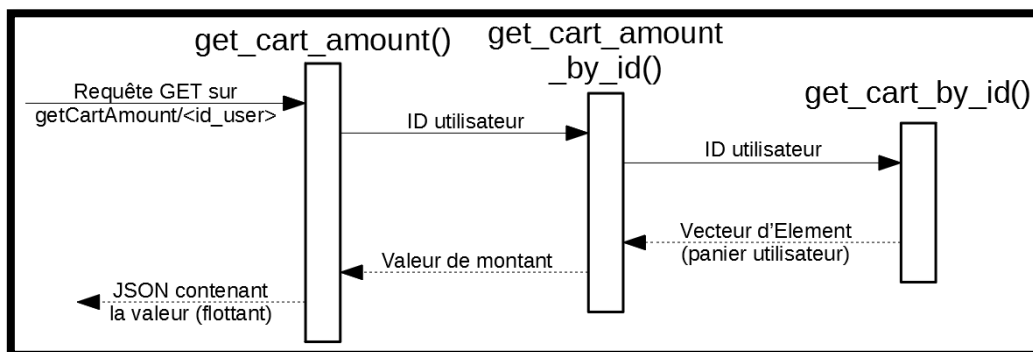 get_cart_amount()
get_cart_amount
_by_id()
get_cart_by_id()
Requête GET sur
getCartAmount/<id_user>
ID utilisateur
ID utilisateur
Vecteur d’Element
(panier utilisateur)
Valeur de montant
JSON contenant
la valeur (flottant)